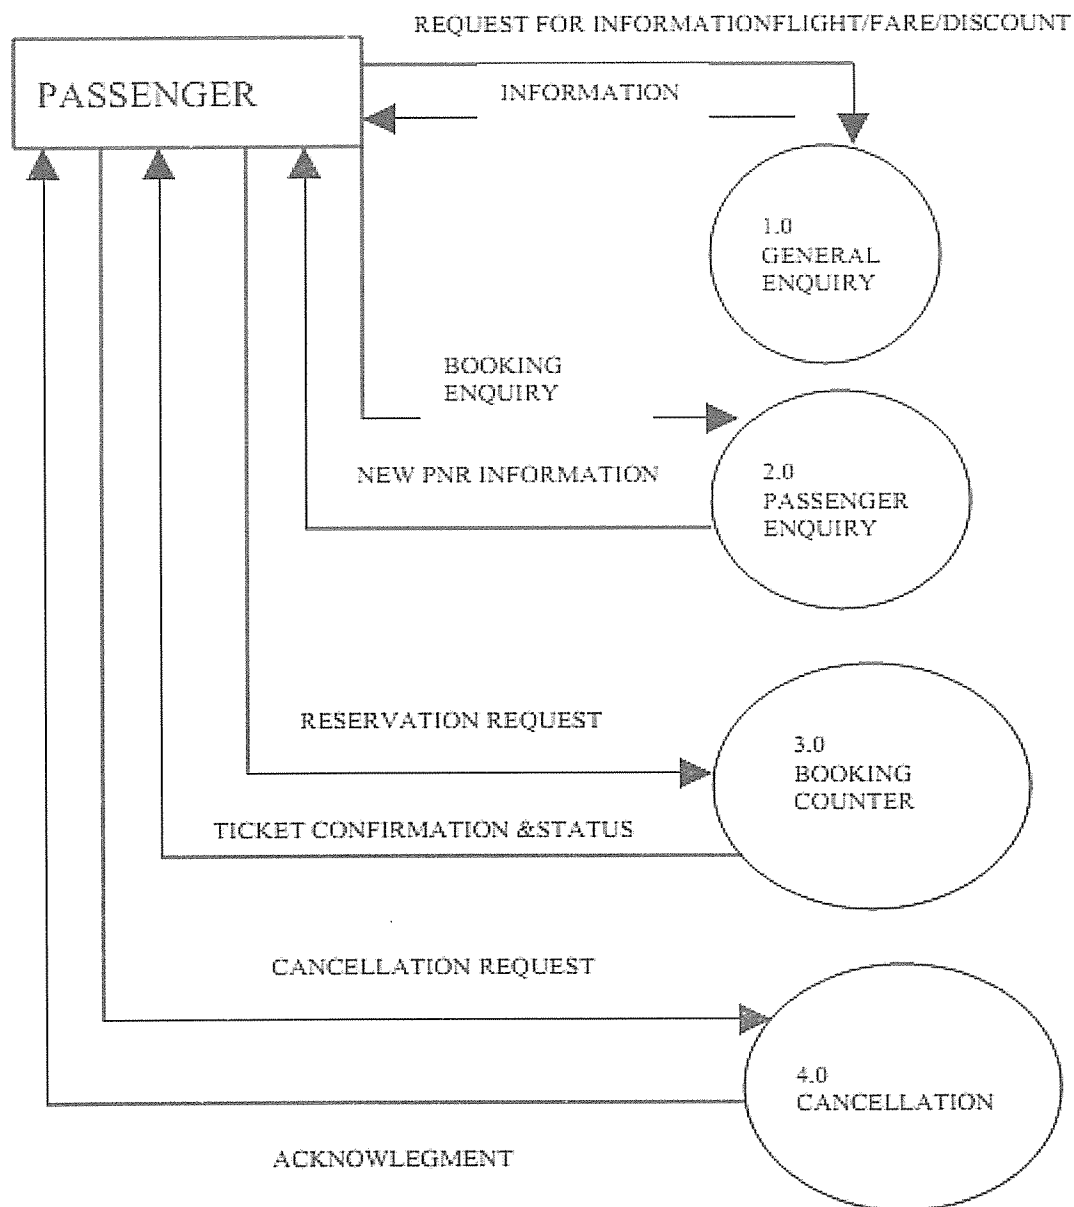 REQUEST FOR INFORMATIONFLIGHT/FARE/DISCOUNT
PASSENGER
INFORMATION
1.0
GENERAL
ENQUIRY
BOOKING
ENQUIRY
NEW PNR INFORMATION
2.0
PASSENGER
ENQUIRY
RESERVATION REQUEST
3.0
BOOKING
COUNTER
TICKET CONFIRMATION &STATUS
CANCELLATION REQUEST
4.0
CANCELLATION
ACKNOWLEGMENT